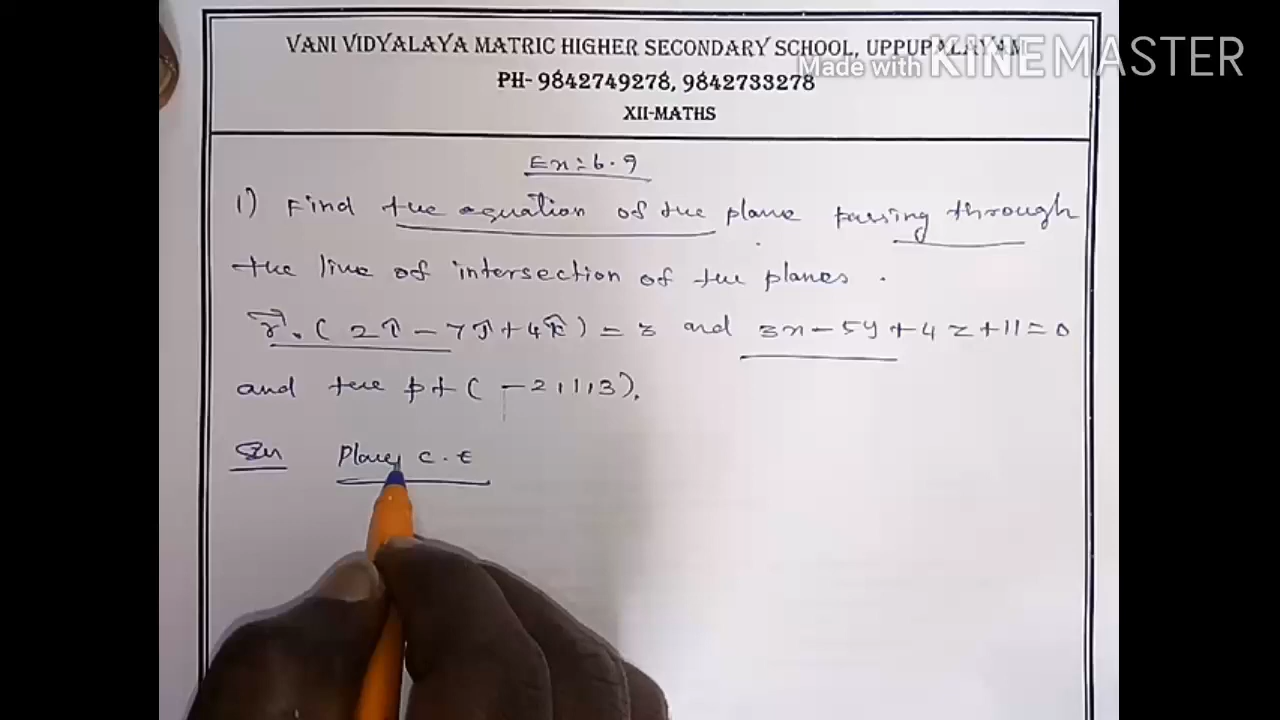 VANI VIDYALAYA MATRIC HIGHER SECONDARY SCHOOL, UPPUPALAYAM
Made with KINEMASTER
PH- 9842749278, 9842733278
XII-MATHS
Ex: 6.9
1) Find the equation of the plane passing through
the line of intersection of the planes.
r⃗.(2î - 7ĵ + 4k̂) = 3 and 3x - 5y + 4z + 11 = 0
and the pt (-2,1,3).
Sln Plane C.E